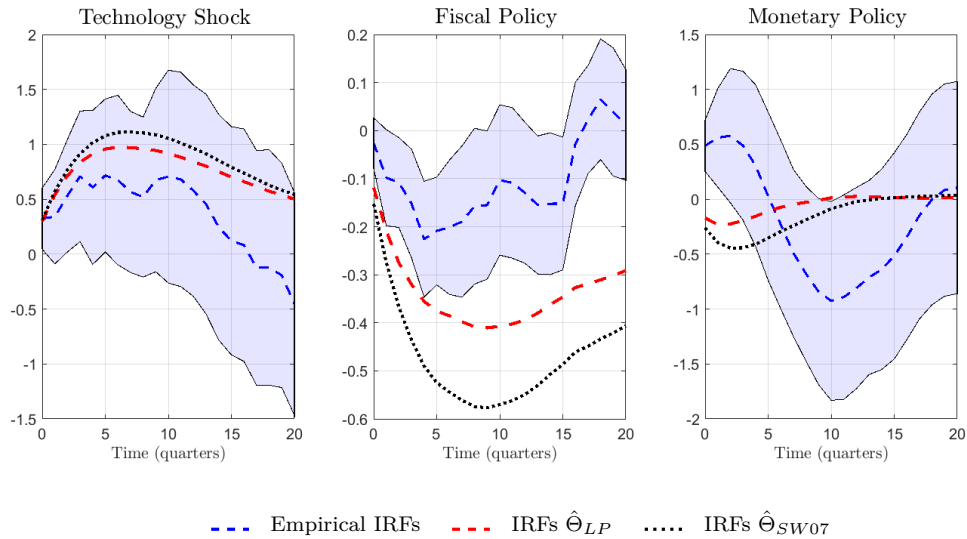 Technology Shock
2
1.5
1
0.5
0
-0.5
-1
-1.5
0 5 10 15 20
Time (quarters)
Fiscal Policy
0.2
0.1
0
-0.1
-0.2
-0.3
-0.4
-0.5
-0.6
0 5 10 15 20
Time (quarters)
Monetary Policy
1.5
1
0.5
0
-0.5
-1
-1.5
-2
0 5 10 15 20
Time (quarters)
Empirical IRFs IRFs Θ̂_LP IRFs Θ̂_SW07